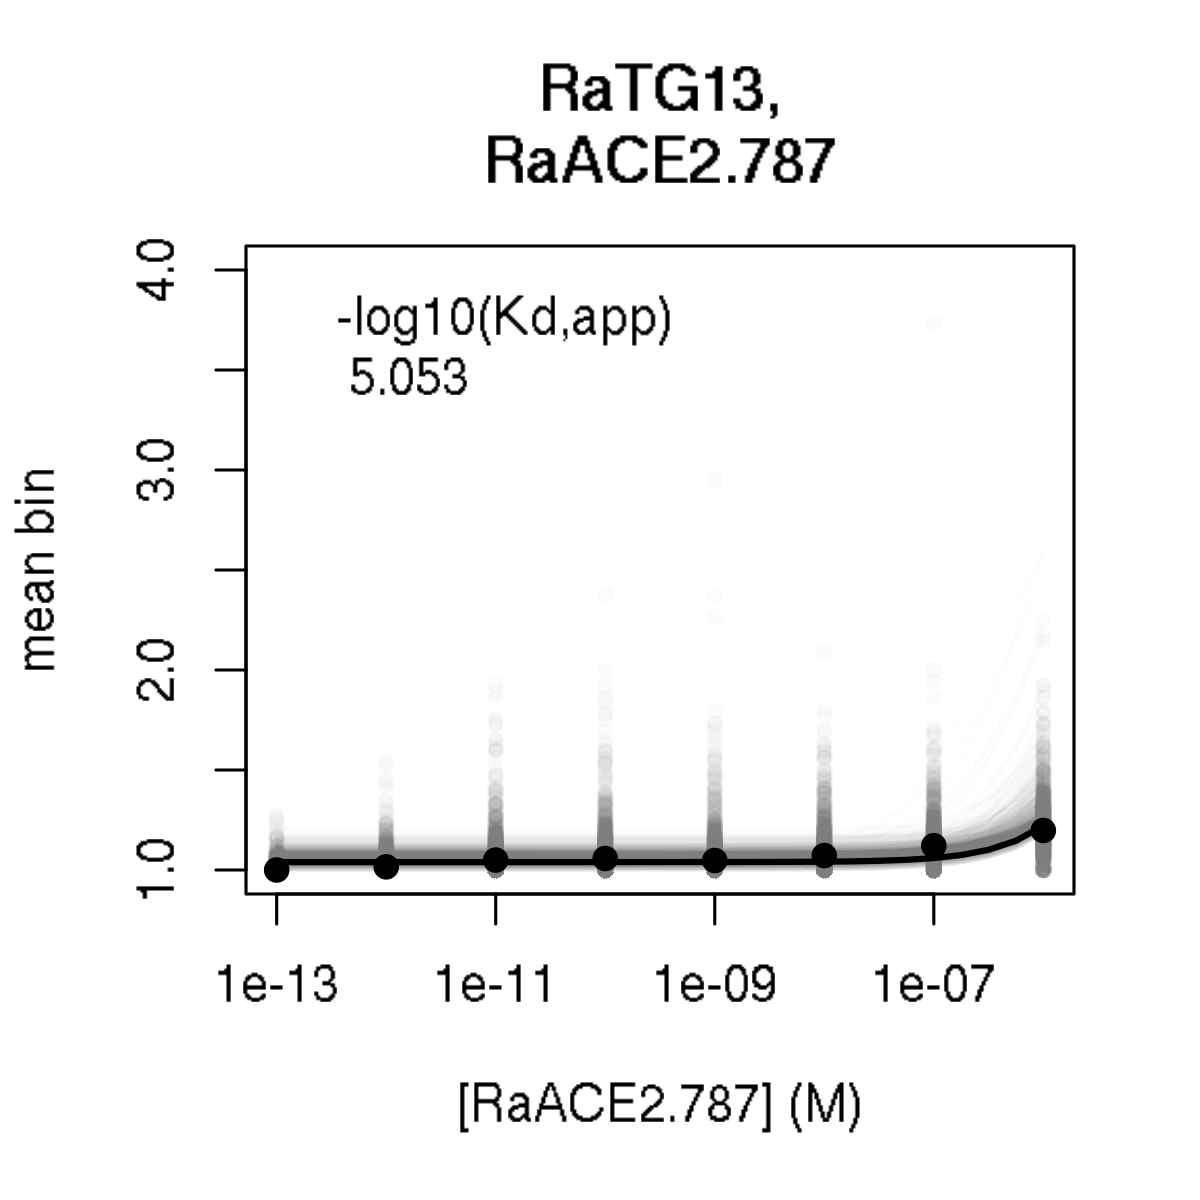 RaTG13,
RaACE2.787
-log10(Kd,app)
5.053
4.0
3.0
2.0
1.0
mean bin
1e-13 1e-11 1e-09 1e-07
[RaACE2.787] (M)